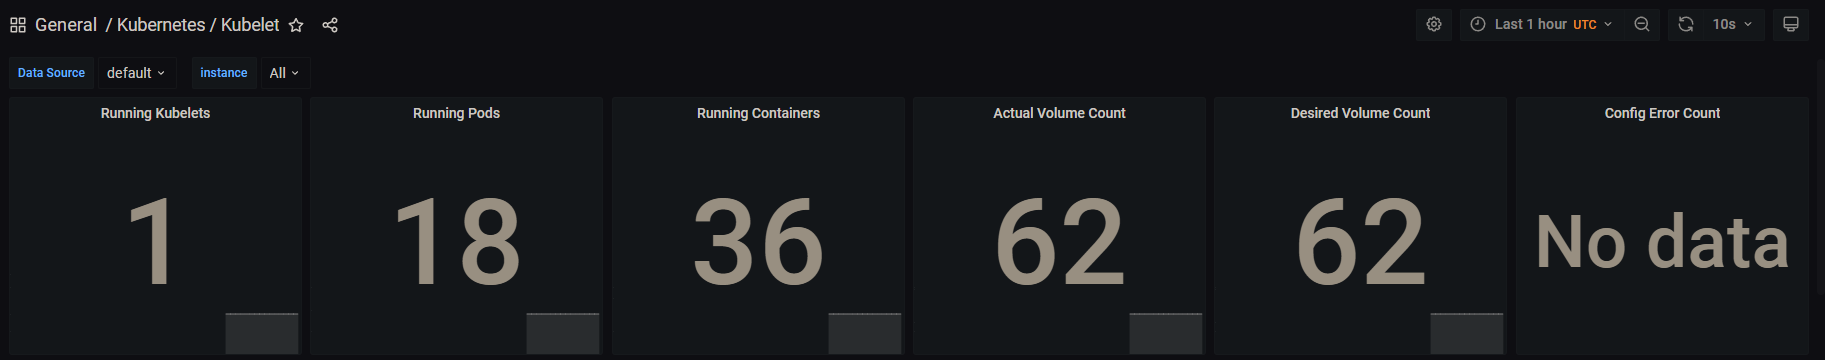 General / Kubernetes / Kubelet
Last 1 hour UTC
10s
Data Source default instance All
Running Kubelets
1
Running Pods
18
Running Containers
36
Actual Volume Count
62
Desired Volume Count
62
Config Error Count
No data